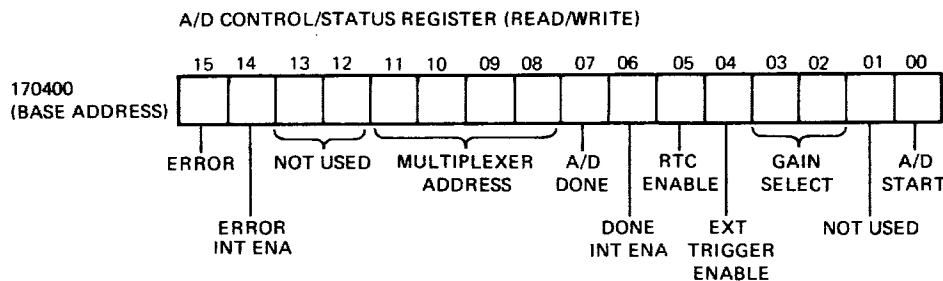 A/D CONTROL/STATUS REGISTER (READ/WRITE)
15 14 13 12 11 10 09 08 07 06 05 04 03 02 01 00
170400
(BASE ADDRESS)
ERROR NOT USED MULTIPLEXER A/D RTC GAIN A/D
ADDRESS DONE ENABLE SELECT START
ERROR DONE EXT NOT USED
INT ENA INT ENA TRIGGER
ENABLE